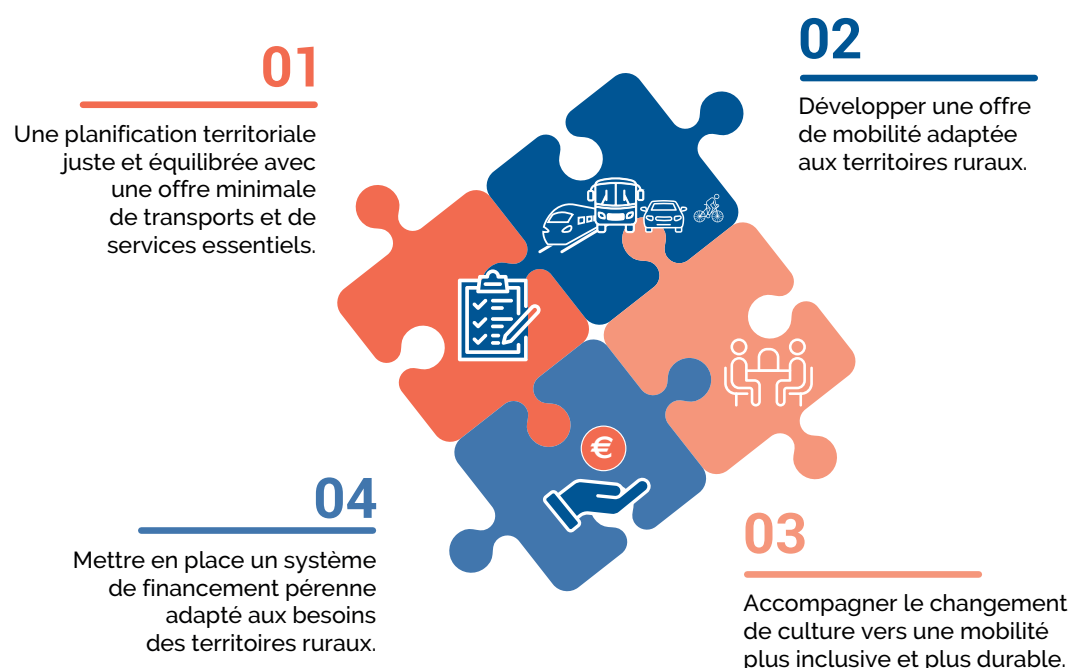 01
Une planification territoriale
juste et équilibrée avec
une offre minimale
de transports et de
services essentiels.
02
Développer une offre
de mobilité adaptée
aux territoires ruraux.
€
04
Mettre en place un système
de financement pérenne
adapté aux besoins
des territoires ruraux.
03
Accompagner le changement
de culture vers une mobilité
plus inclusive et plus durable.